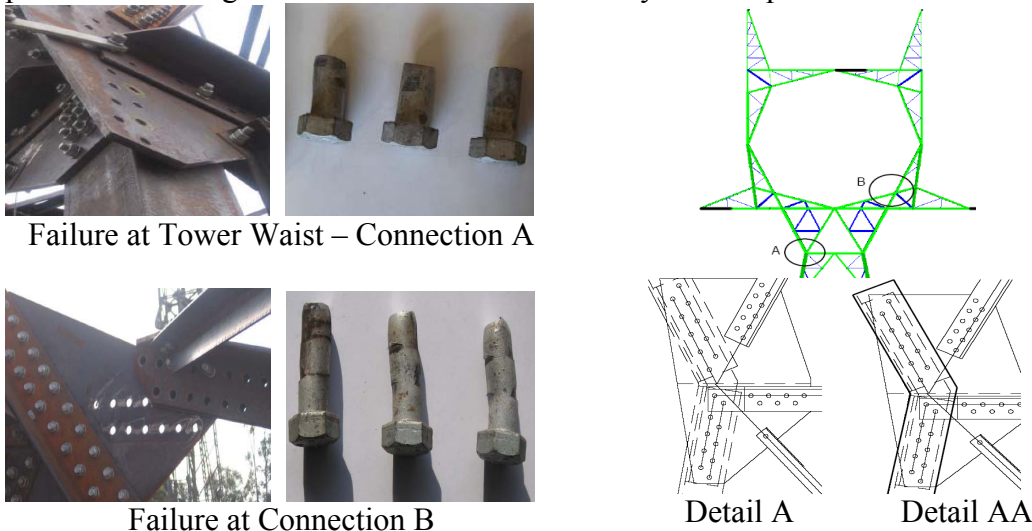 Failure at Tower Waist – Connection A
Failure at Connection B
B
A
Detail A
Detail AA